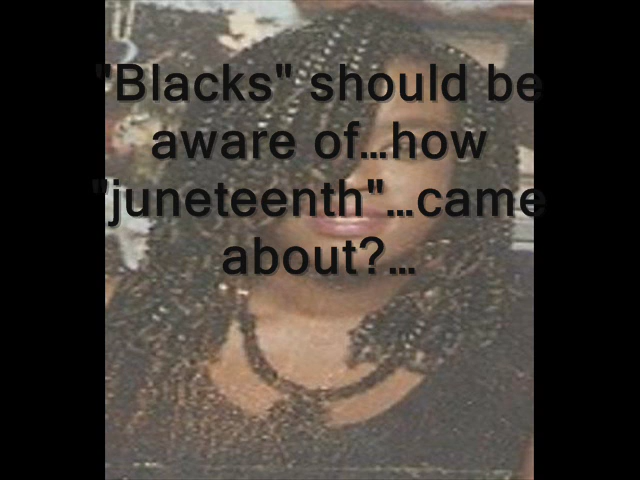 "Blacks" should be
aware of...how
"juneteenth"...came
about?...